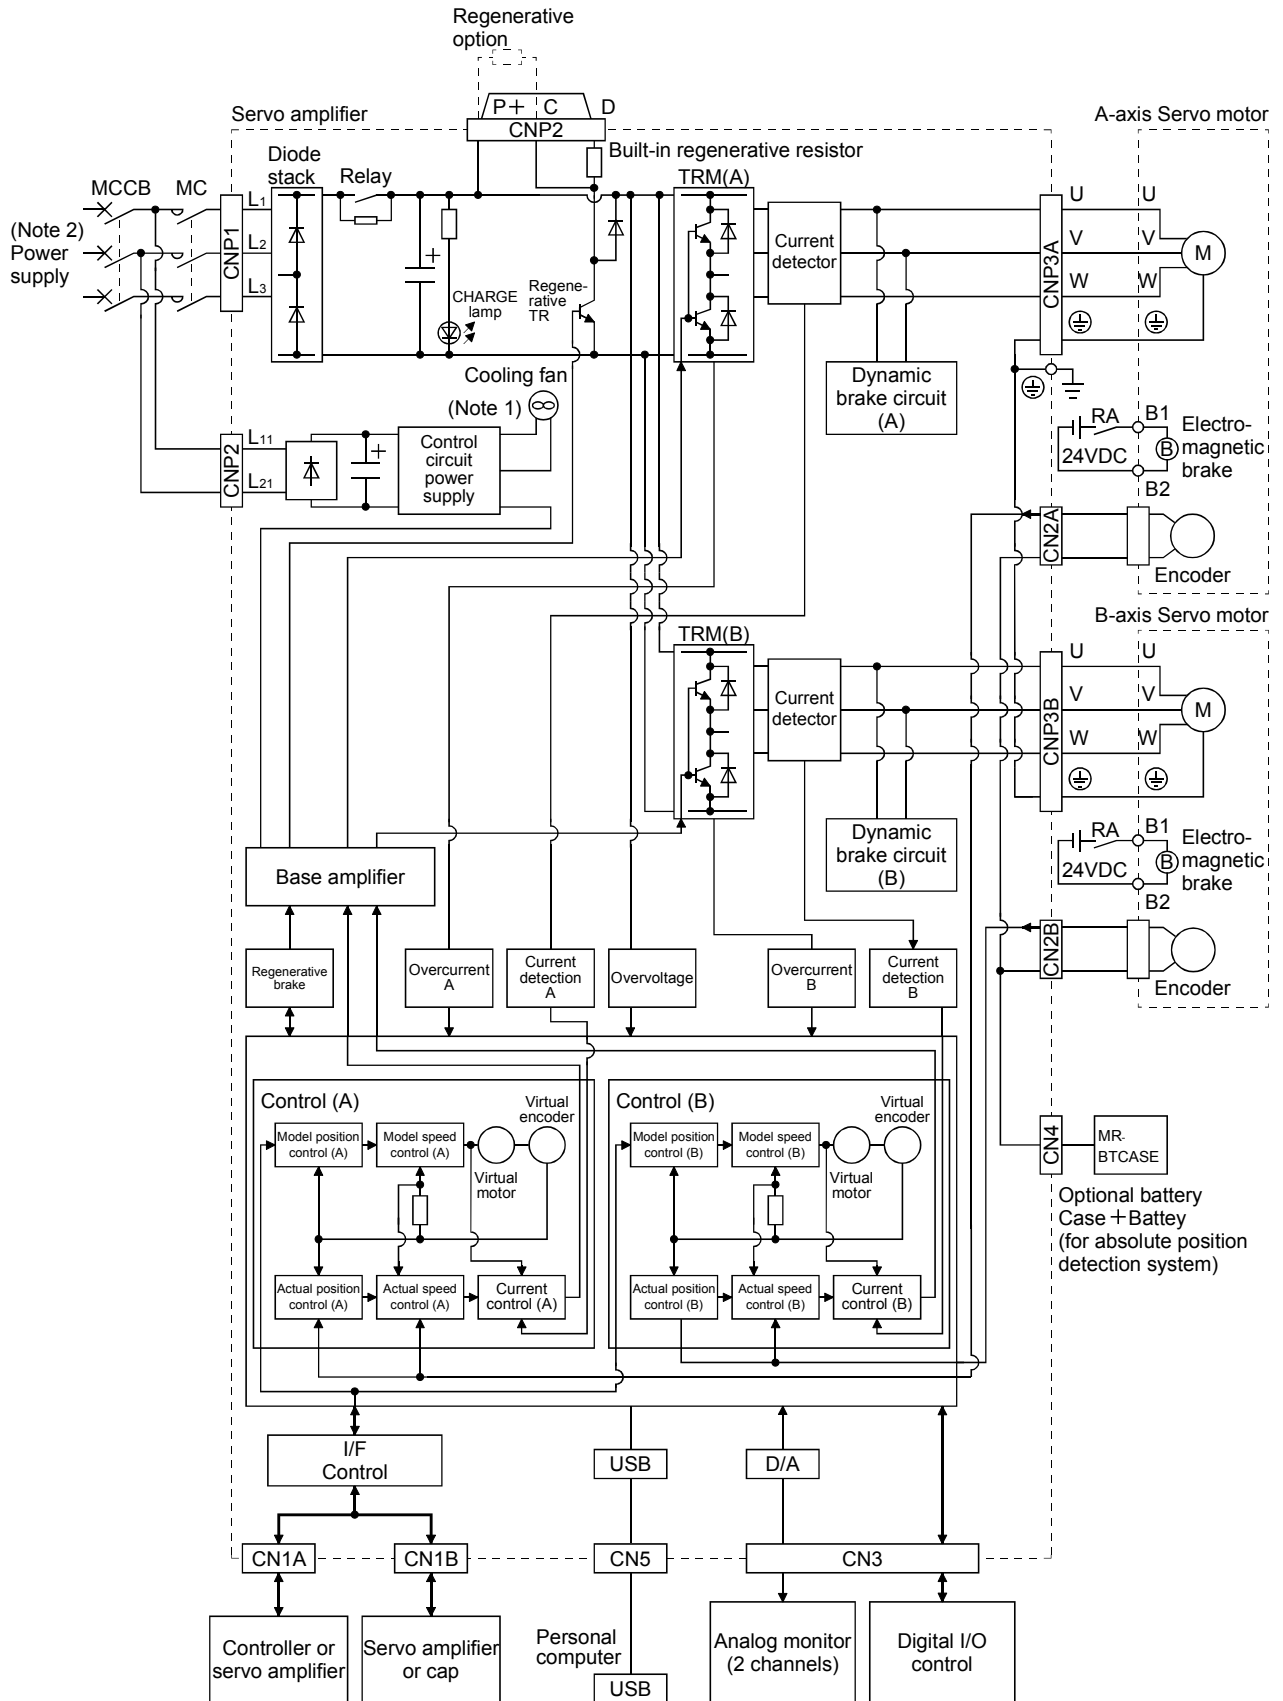 Regenerative
option
P+ C D
CNP2
Servo amplifier
A-axis Servo motor
Built-in regenerative resistor
Diode
stack
Relay
TRM(A)
MCCB MC
(Note 2)
Power
supply
CNP1
L1
L2
L3
CHARGE
lamp
Regene-
rative
TR
Current
detector
CNP3A
U
V
W
U
V
W
M
Dynamic
brake circuit
(A)
Cooling fan
(Note 1)
CNP2
L11
L21
Control
circuit
power
supply
RA
24VDC
B1
B
B2
Electro-
magnetic
brake
CN2A
Encoder
B-axis Servo motor
TRM(B)
Current
detector
CNP3B
U
V
W
U
V
W
M
Dynamic
brake circuit
(B)
RA
24VDC
B1
B
B2
Electro-
magnetic
brake
CN2B
Encoder
Base amplifier
Regenerative
brake
Overcurrent
A
Current
detection
A
Overvoltage
Overcurrent
B
Current
detection
B
Control (A)
Virtual
encoder
Model position
control (A)
Model speed
control (A)
Virtual
motor
Actual position
control (A)
Actual speed
control (A)
Current
control (A)
Control (B)
Virtual
encoder
Model position
control (B)
Model speed
control (B)
Virtual
motor
Actual position
control (B)
Actual speed
control (B)
Current
control (B)
CN4
MR-
BTCASE
Optional battery
Case+Battey
(for absolute position
detection system)
I/F
Control
USB
D/A
CN1A
CN1B
CN5
CN3
Controller or
servo amplifier
Servo amplifier
or cap
Personal
computer
USB
Analog monitor
(2 channels)
Digital I/O
control